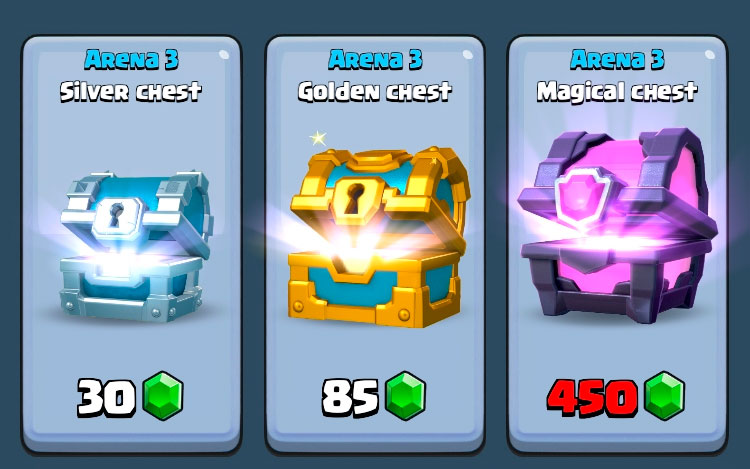 Arena 3
Silver chest
30
Arena 3
Golden chest
85
Arena 3
Magical chest
450